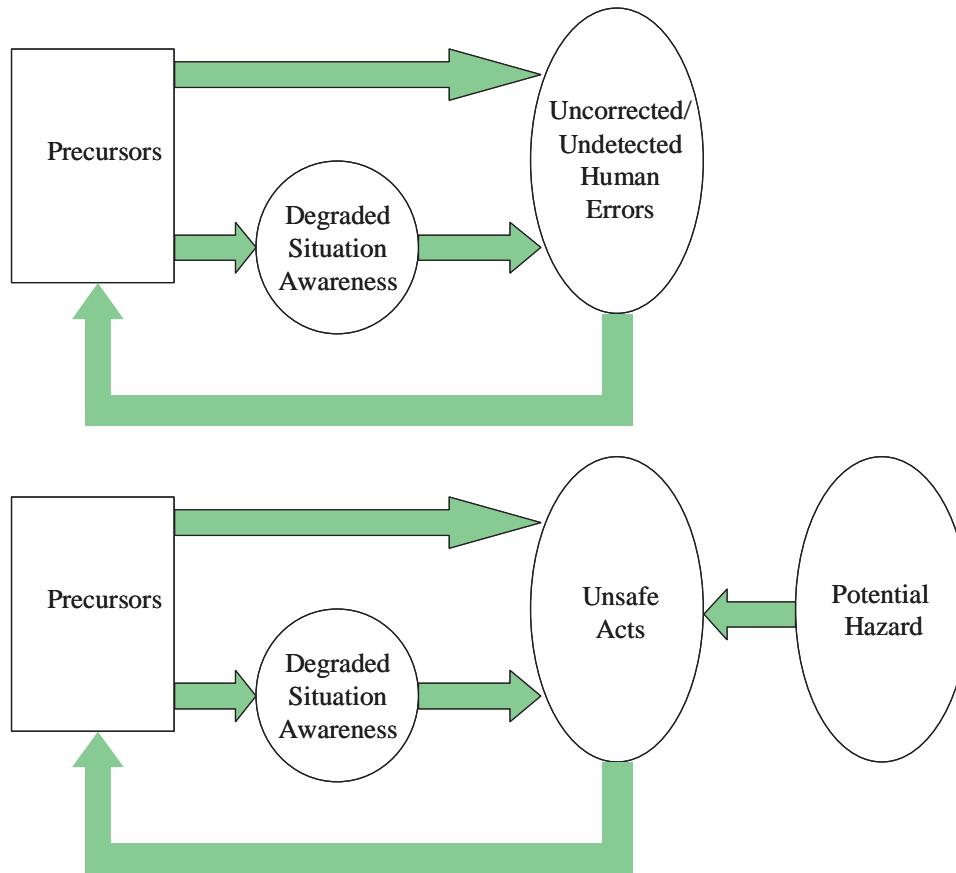 Precursors
Degraded
Situation
Awareness
Uncorrected/
Undetected
Human
Errors
Precursors
Degraded
Situation
Awareness
Unsafe
Acts
Potential
Hazard